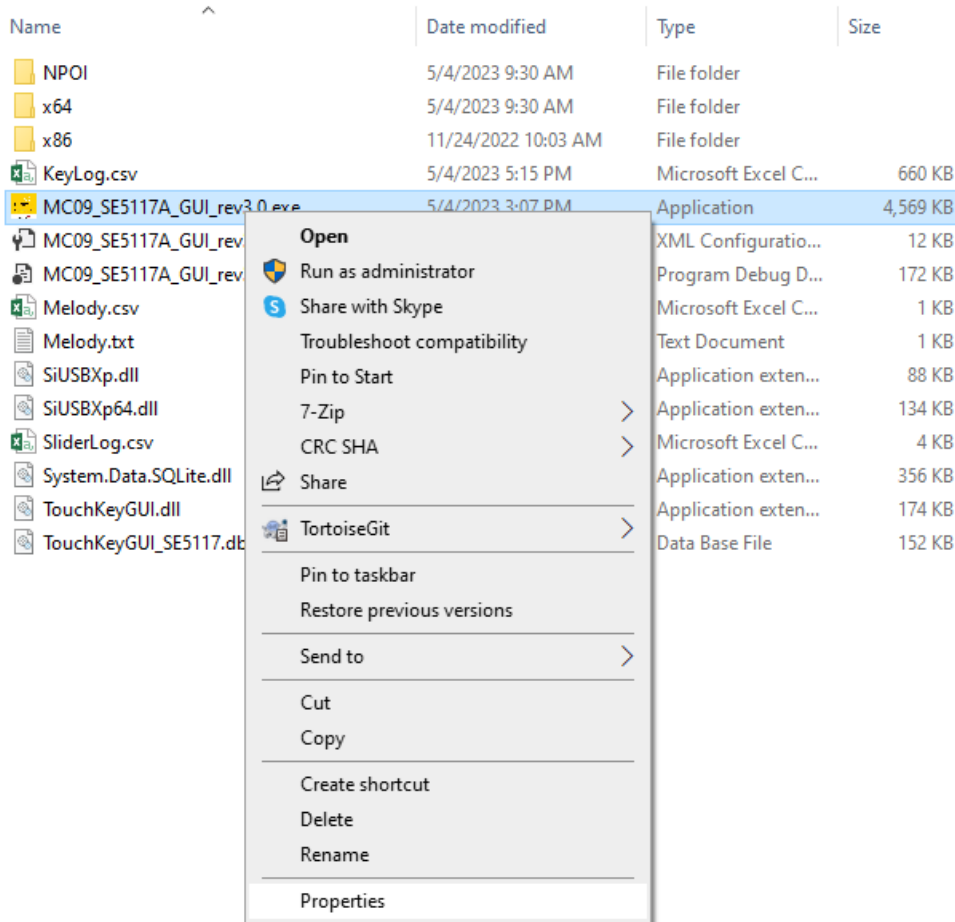 Name Date modified Type Size
NPOI 5/4/2023 9:30 AM File folder
x64 5/4/2023 9:30 AM File folder
x86 11/24/2022 10:03 AM File folder
KeyLog.csv 5/4/2023 5:15 PM Microsoft Excel C... 660 KB
MC09_SE5117A_GUI_rev3.0.exe 5/4/2023 3:07 PM Application 4,569 KB
MC09_SE5117A_GUI_rev. XML Configuratio... 12 KB
MC09_SE5117A_GUI_rev. Program Debug D... 172 KB
Melody.csv Microsoft Excel C... 1 KB
Melody.txt Text Document 1 KB
SiUSBXp.dll Application exten... 88 KB
SiUSBXp64.dll Application exten... 134 KB
SliderLog.csv Microsoft Excel C... 4 KB
System.Data.SQLite.dll Application exten... 356 KB
TouchKeyGUI.dll Application exten... 174 KB
TouchKeyGUI_SE5117.db Data Base File 152 KB
Open
Run as administrator
S Share with Skype
Troubleshoot compatibility
Pin to Start
7-Zip
CRC SHA
Share
TortoiseGit
Pin to taskbar
Restore previous versions
Send to
Cut
Copy
Create shortcut
Delete
Rename
Properties